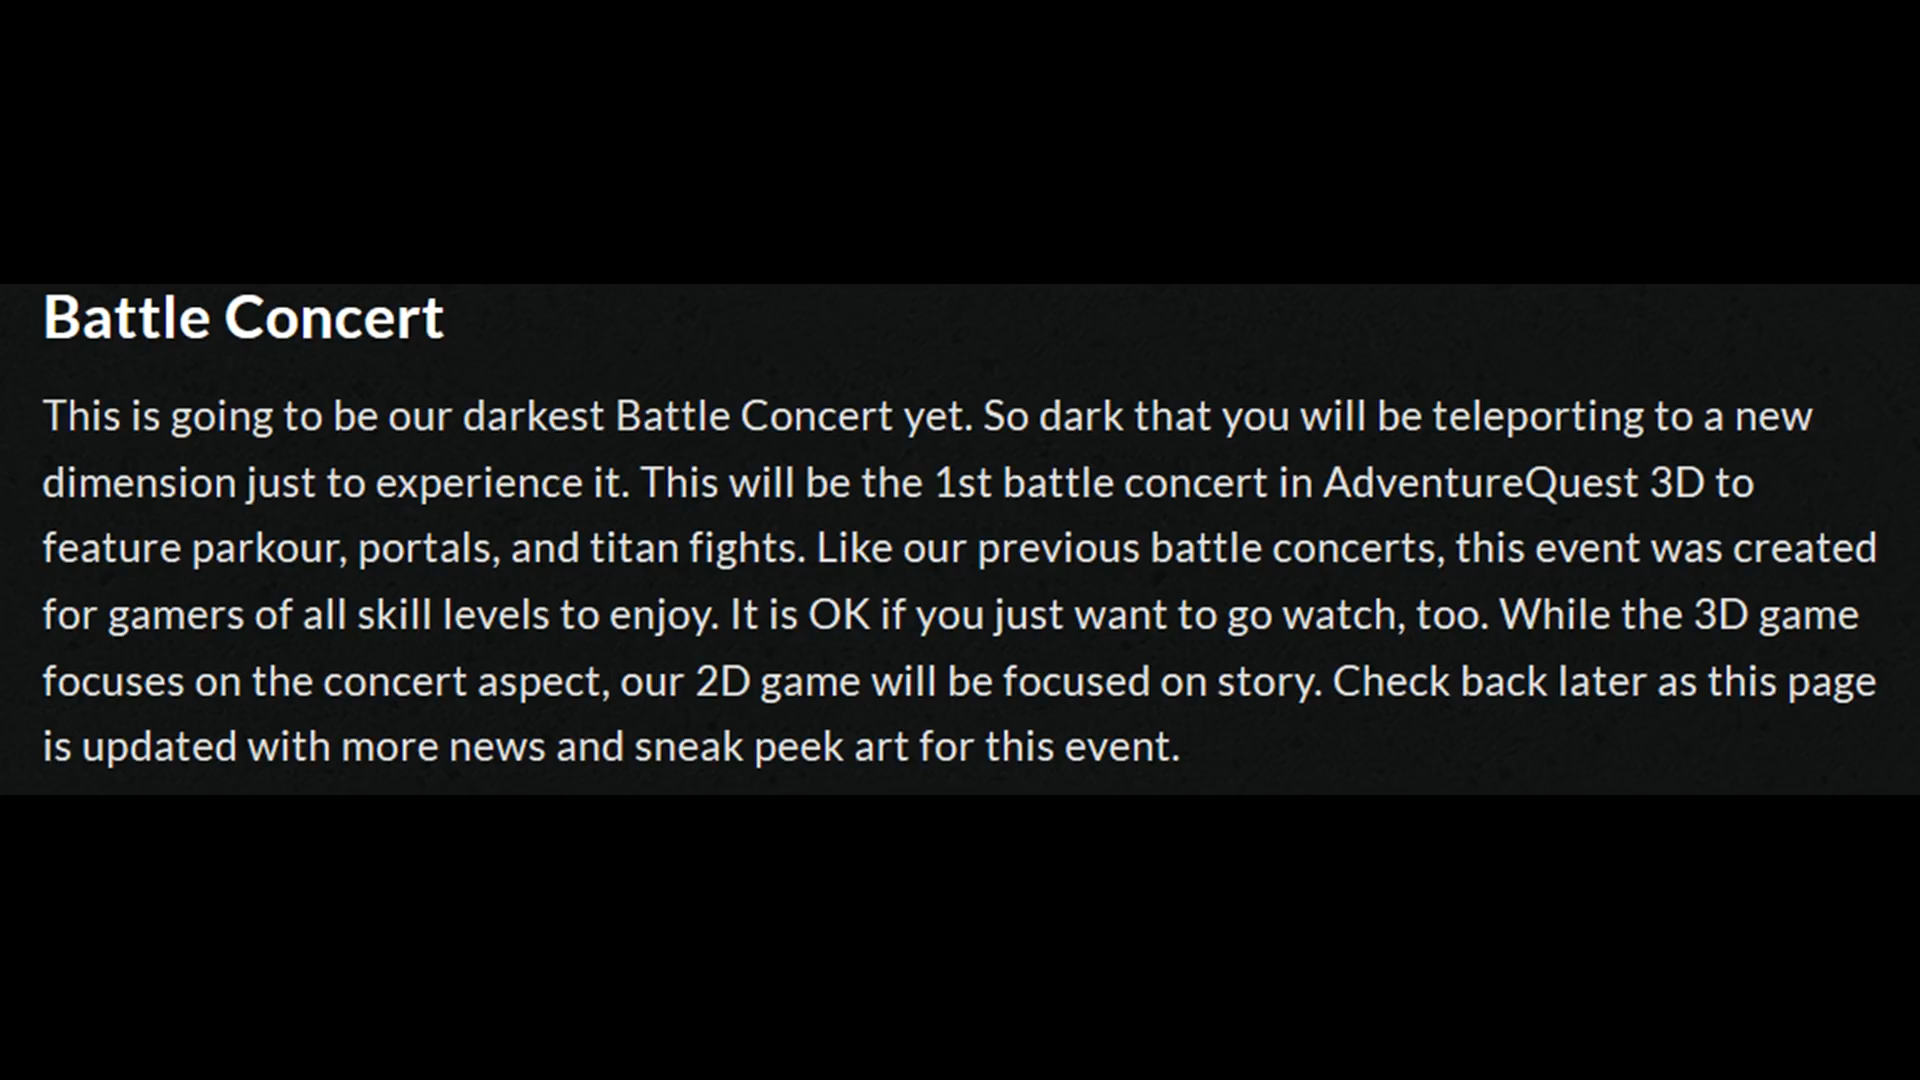 Battle Concert
This is going to be our darkest Battle Concert yet. So dark that you will be teleporting to a new
dimension just to experience it. This will be the 1st battle concert in AdventureQuest 3D to
feature parkour, portals, and titan fights. Like our previous battle concerts, this event was created
for gamers of all skill levels to enjoy. It is OK if you just want to go watch, too. While the 3D game
focuses on the concert aspect, our 2D game will be focused on story. Check back later as this page
is updated with more news and sneak peek art for this event.